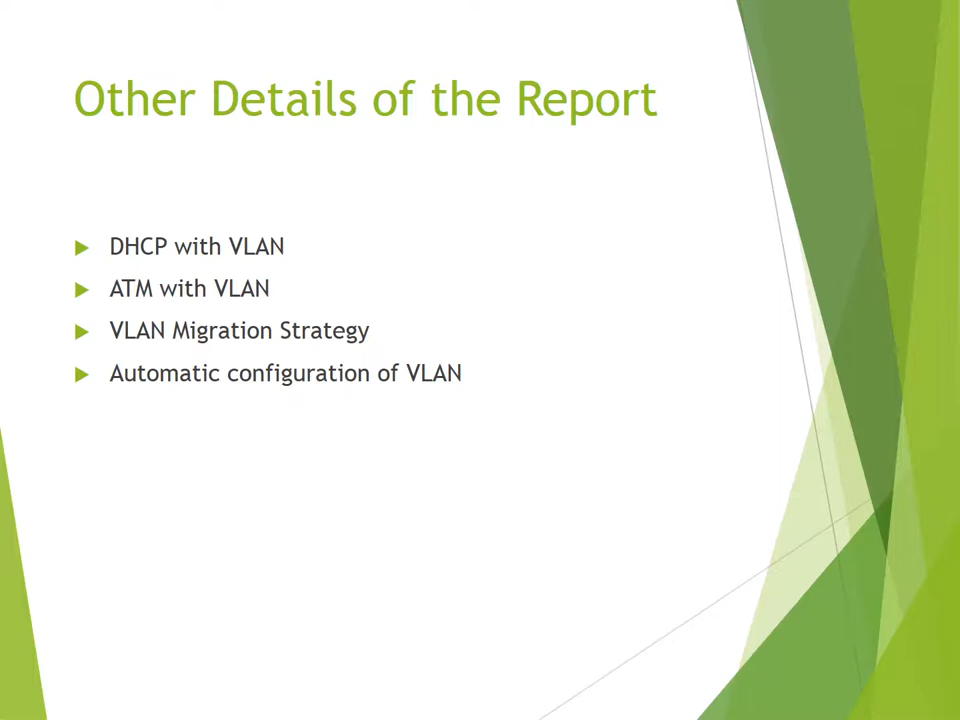 Other Details of the Report
DHCP with VLAN
ATM with VLAN
VLAN Migration Strategy
Automatic configuration of VLAN